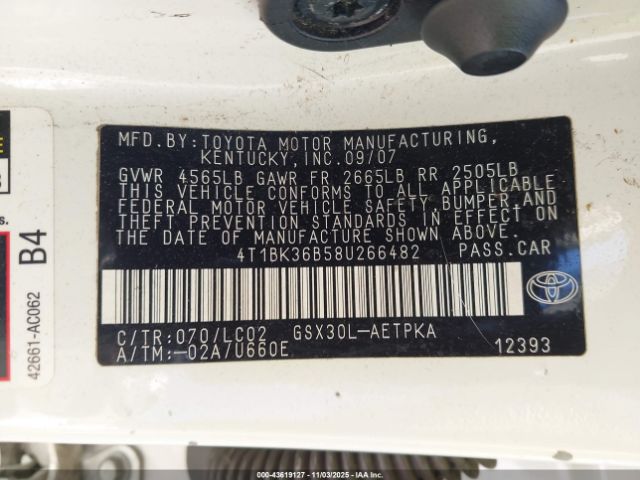 MFD. BY: TOYOTA MOTOR MANUFACTURING,
KENTUCKY, INC. 09/07
GVWR 4565LB GAWR FR 2665LB RR 2505LB
THIS VEHICLE CONFORMS TO ALL APPLICABLE
FEDERAL MOTOR VEHICLE SAFETY, BUMPER, AND
THEFT PREVENTION STANDARDS IN EFFECT ON
THE DATE OF MANUFACTURE SHOWN ABOVE.
4T1BK36B58U266482 PASS. CAR
C/TR: 070/LC02 GSX30L-AETPKA
A/TM: -02A/U660E
12393
TOYOTA
s.
B4
42661-AC062
000-43619127 - 11/03/2025 - IAA, Inc.